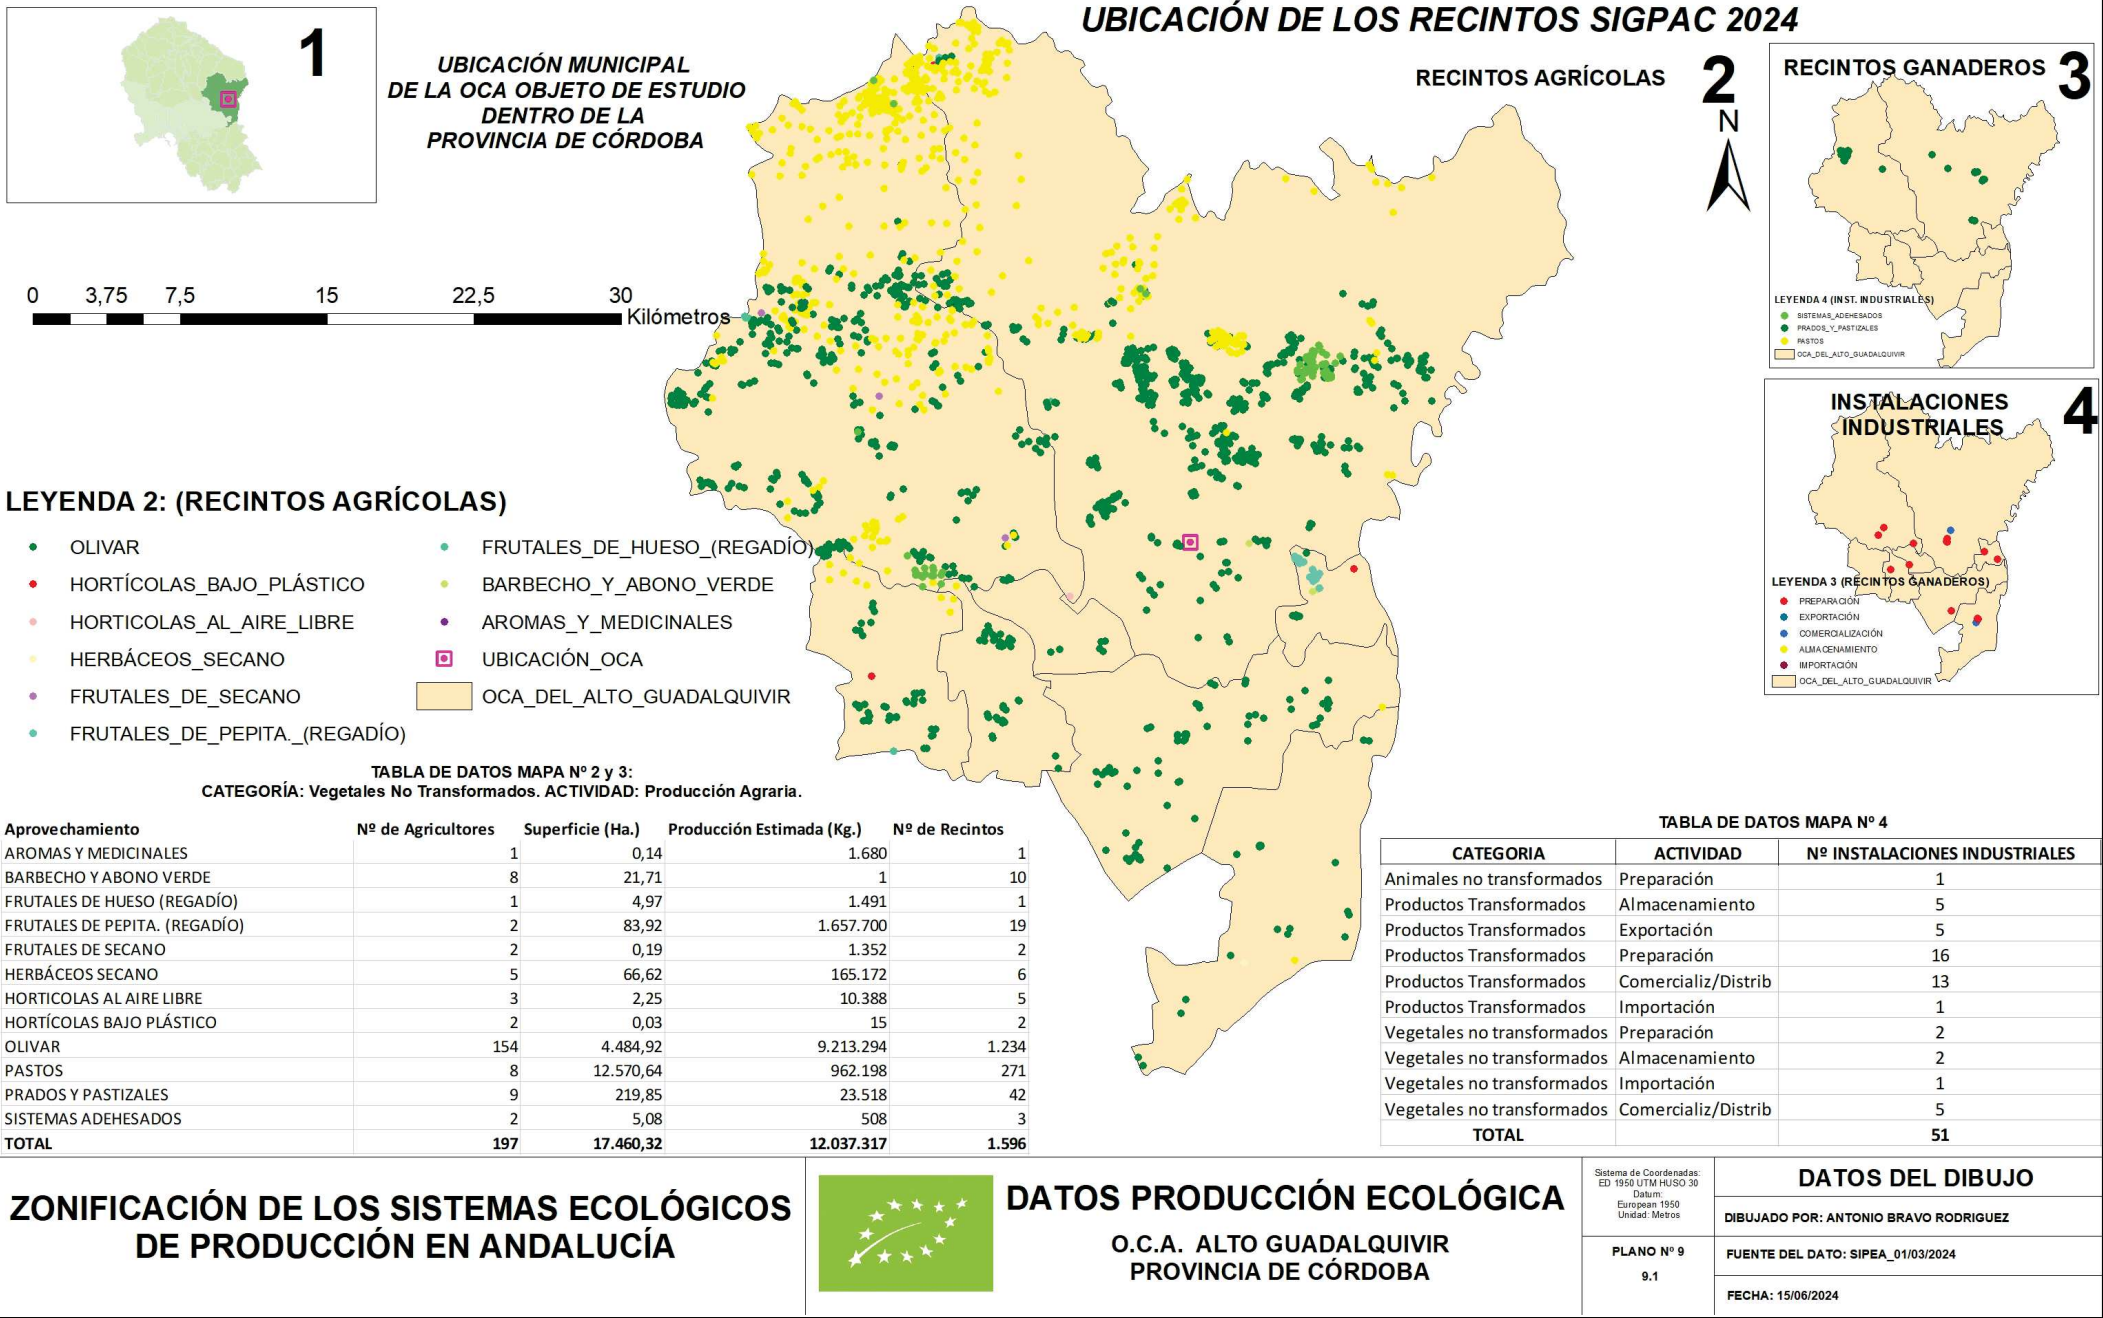 UBICACIÓN DE LOS RECINTOS SIGPAC 2024
1
UBICACIÓN MUNICIPAL
DE LA OCA OBJETO DE ESTUDIO
DENTRO DE LA
PROVINCIA DE CÓRDOBA
RECINTOS AGRÍCOLAS
2
N
RECINTOS GANADEROS
3
LEYENDA 4 (INST. INDUSTRIALES)
SISTEMAS_ADEHESADOS
PRADOS_Y_PASTIZALES
PASTOS
OCA_DEL_ALTO_GUADALQUIVIR
0 3,75 7,5 15 22,5 30
Kilómetros
INSTALACIONES
INDUSTRIALES
4
LEYENDA 3 (RECINTOS GANADEROS)
PREPARACIÓN
EXPORTACIÓN
COMERCIALIZACIÓN
ALMACENAMIENTO
IMPORTACIÓN
OCA_DEL_ALTO_GUADALQUIVIR
LEYENDA 2: (RECINTOS AGRÍCOLAS)
OLIVAR
HORTÍCOLAS_BAJO_PLÁSTICO
HORTICOLAS_AL_AIRE_LIBRE
HERBÁCEOS_SECANO
FRUTALES_DE_SECANO
FRUTALES_DE_PEPITA._(REGADÍO)
FRUTALES_DE_HUESO_(REGADÍO)
BARBECHO_Y_ABONO_VERDE
AROMAS_Y_MEDICINALES
UBICACIÓN_OCA
OCA_DEL_ALTO_GUADALQUIVIR
TABLA DE DATOS MAPA Nº 2 y 3:
CATEGORÍA: Vegetales No Transformados. ACTIVIDAD: Producción Agraria.
Aprovechamiento Nº de Agricultores Superficie (Ha.) Producción Estimada (Kg.) Nº de Recintos
AROMAS Y MEDICINALES 1 0,14 1.680 1
BARBECHO Y ABONO VERDE 8 21,71 1 10
FRUTALES DE HUESO (REGADÍO) 1 4,97 1.491 1
FRUTALES DE PEPITA. (REGADÍO) 2 83,92 1.657.700 19
FRUTALES DE SECANO 2 0,19 1.352 2
HERBÁCEOS SECANO 5 66,62 165.172 6
HORTICOLAS AL AIRE LIBRE 3 2,25 10.388 5
HORTÍCOLAS BAJO PLÁSTICO 2 0,03 15 2
OLIVAR 154 4.484,92 9.213.294 1.234
PASTOS 8 12.570,64 962.198 271
PRADOS Y PASTIZALES 9 219,85 23.518 42
SISTEMAS ADEHESADOS 2 5,08 508 3
TOTAL 197 17.460,32 12.037.317 1.596
TABLA DE DATOS MAPA Nº 4
CATEGORIA ACTIVIDAD Nº INSTALACIONES INDUSTRIALES
Animales no transformados Preparación 1
Productos Transformados Almacenamiento 5
Productos Transformados Exportación 5
Productos Transformados Preparación 16
Productos Transformados Comercializ/Distrib 13
Productos Transformados Importación 1
Vegetales no transformados Preparación 2
Vegetales no transformados Almacenamiento 2
Vegetales no transformados Importación 1
Vegetales no transformados Comercializ/Distrib 5
TOTAL 51
ZONIFICACIÓN DE LOS SISTEMAS ECOLÓGICOS
DE PRODUCCIÓN EN ANDALUCÍA
DATOS PRODUCCIÓN ECOLÓGICA
O.C.A. ALTO GUADALQUIVIR
PROVINCIA DE CÓRDOBA
Sistema de Coordenadas:
ED 1950 UTM HUSO 30
Datum:
European 1950
Unidad: Metros
PLANO Nº 9
9.1
DATOS DEL DIBUJO
DIBUJADO POR: ANTONIO BRAVO RODRIGUEZ
FUENTE DEL DATO: SIPEA_01/03/2024
FECHA: 15/06/2024